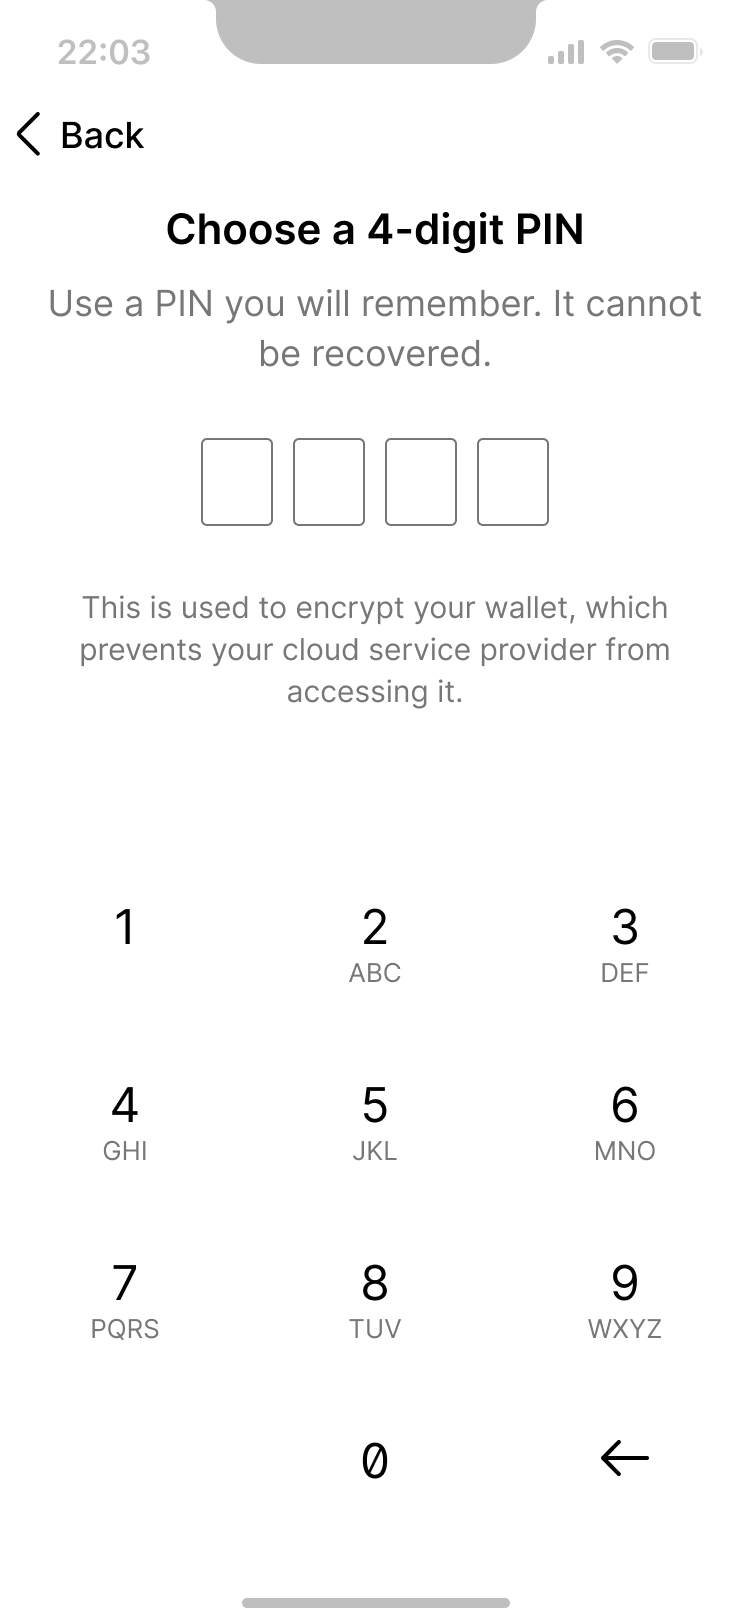 22:03
Back
Choose a 4-digit PIN
Use a PIN you will remember. It cannot
be recovered.
This is used to encrypt your wallet, which
prevents your cloud service provider from
accessing it.
1 2 3
ABC DEF
4 5 6
GHI JKL MNO
7 8 9
PQRS TUV WXYZ
0